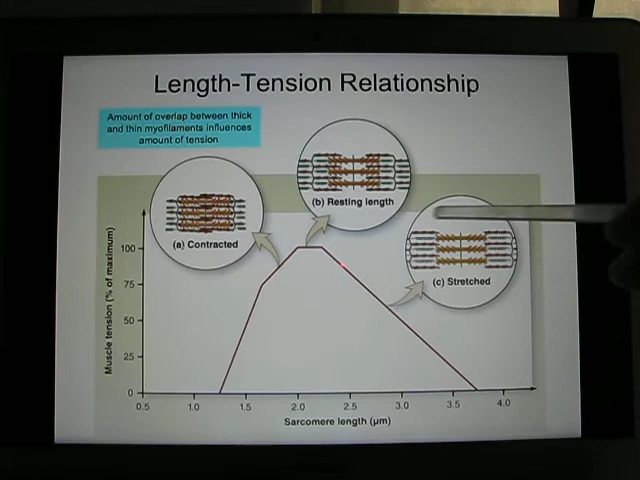 Length-Tension Relationship
Amount of overlap between thick
and thin myofilaments influences
amount of tension
(b) Resting length
(a) Contracted
(c) Stretched
Muscle tension (% of maximum)
100
75
50
25
0
0.5 1.0 1.5 2.0 2.5 3.0 3.5 4.0
Sarcomere length (µm)